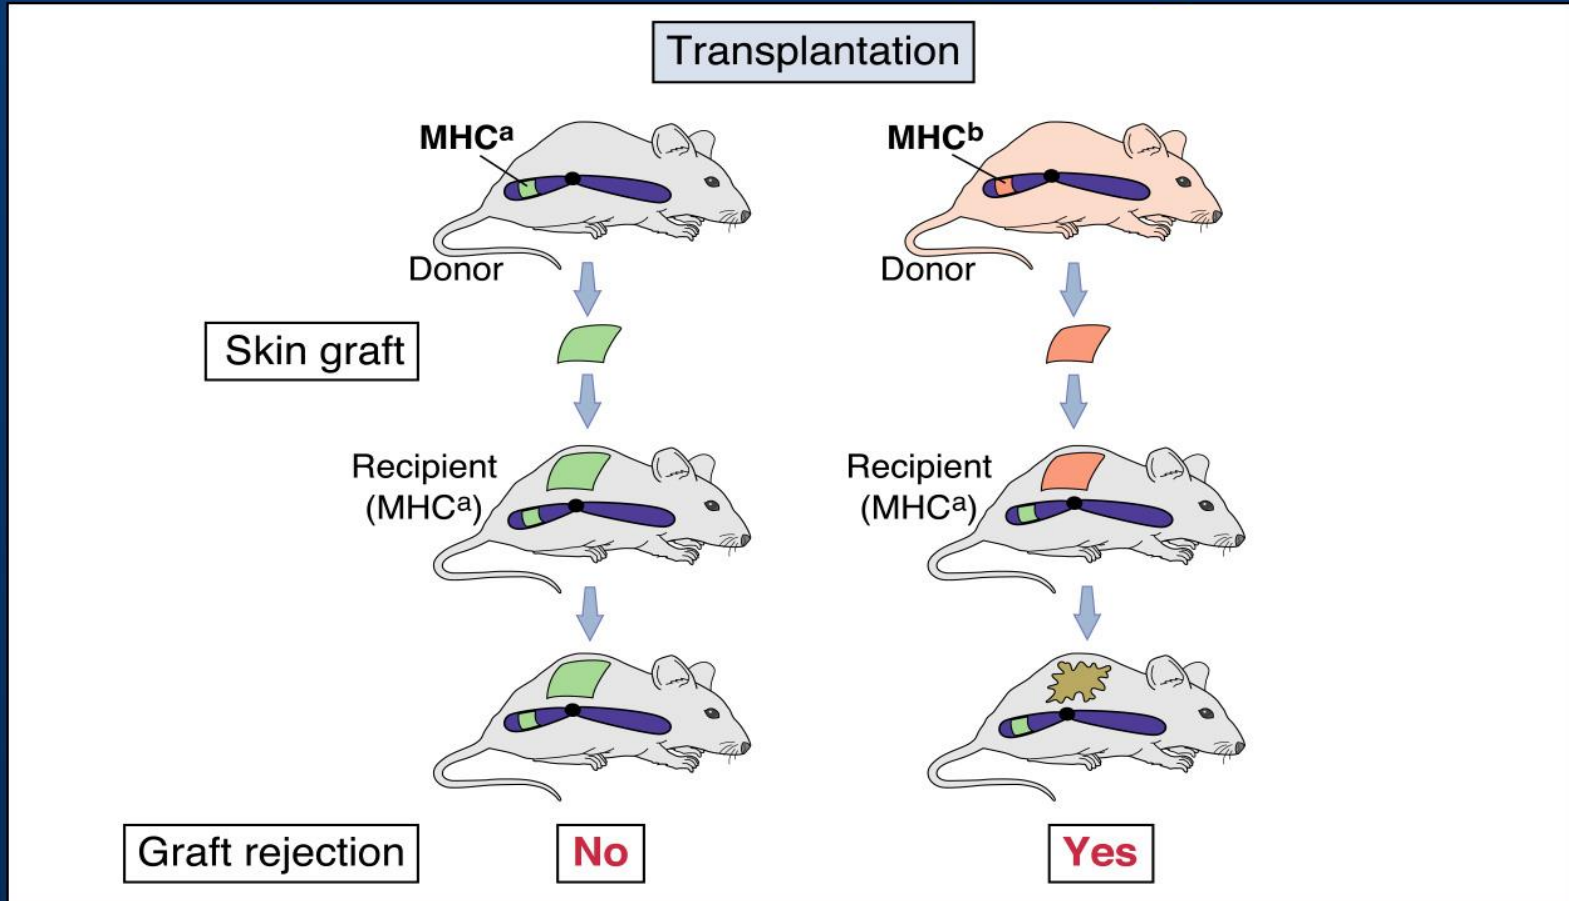 Transplantation
MHCa
MHCb
Donor
Donor
Skin graft
Recipient
(MHCa)
Recipient
(MHCa)
Graft rejection
No
Yes